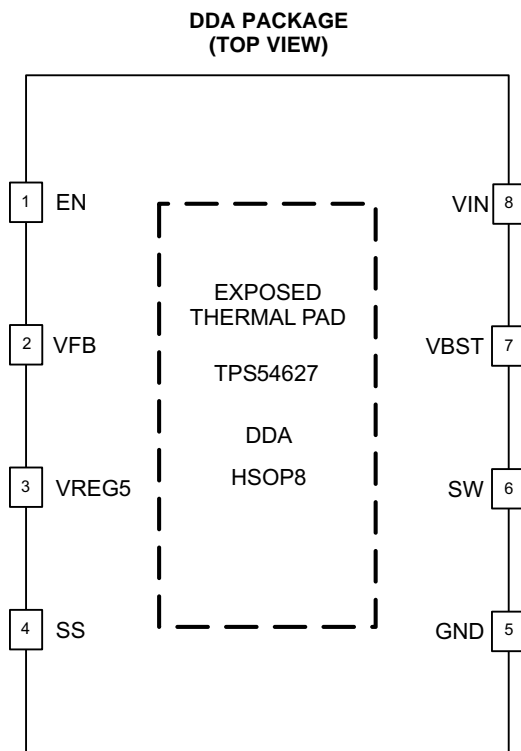 DDA PACKAGE
(TOP VIEW)
1 EN
VIN 8
2 VFB
VBST 7
3 VREG5
SW 6
4 SS
GND 5
EXPOSED
THERMAL PAD
TPS54627
DDA
HSOP8